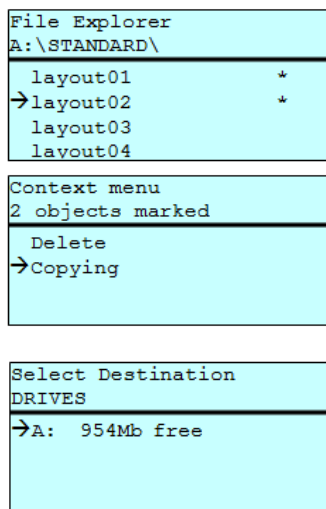 File Explorer
A:\STANDARD\
layout01 *
→layout02 *
layout03
layout04
Context menu
2 objects marked
Delete
→Copying
Select Destination
DRIVES
→A: 954Mb free